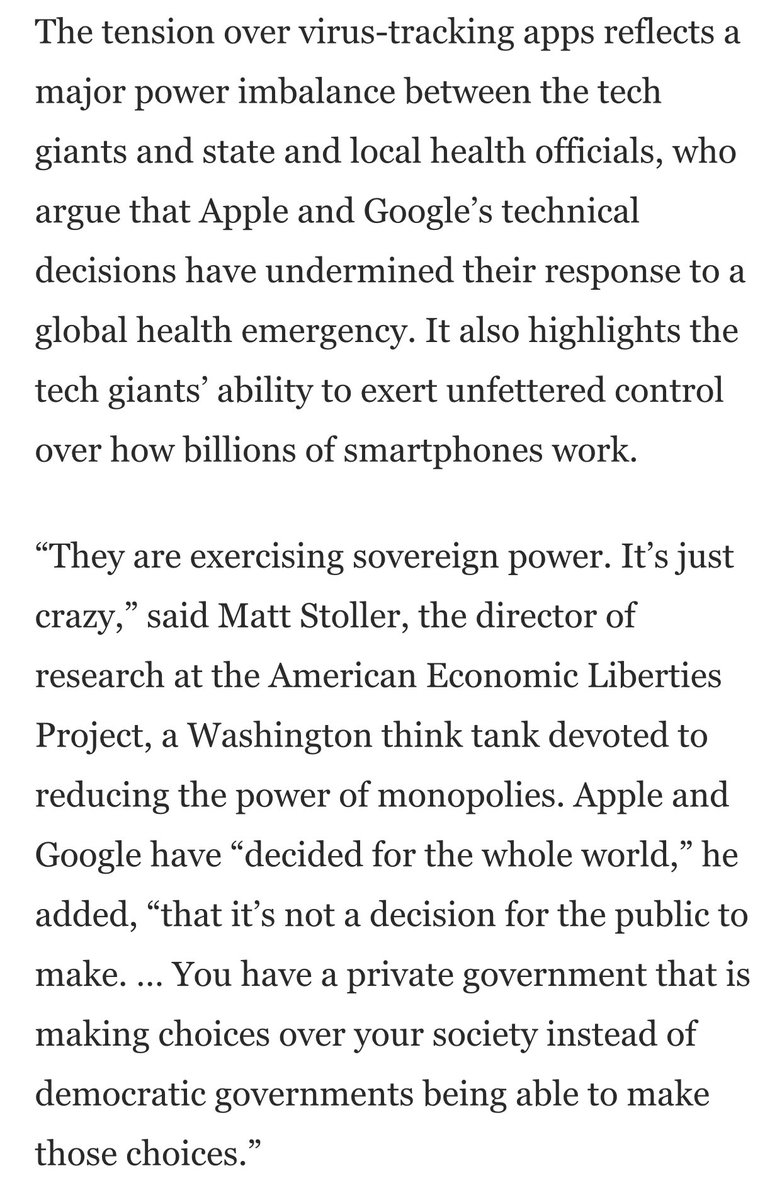 The tension over virus-tracking apps reflects a
major power imbalance between the tech
giants and state and local health officials, who
argue that Apple and Google’s technical
decisions have undermined their response to a
global health emergency. It also highlights the
tech giants’ ability to exert unfettered control
over how billions of smartphones work.
“They are exercising sovereign power. It’s just
crazy,” said Matt Stoller, the director of
research at the American Economic Liberties
Project, a Washington think tank devoted to
reducing the power of monopolies. Apple and
Google have “decided for the whole world,” he
added, “that it’s not a decision for the public to
make. ... You have a private government that is
making choices over your society instead of
democratic governments being able to make
those choices.”